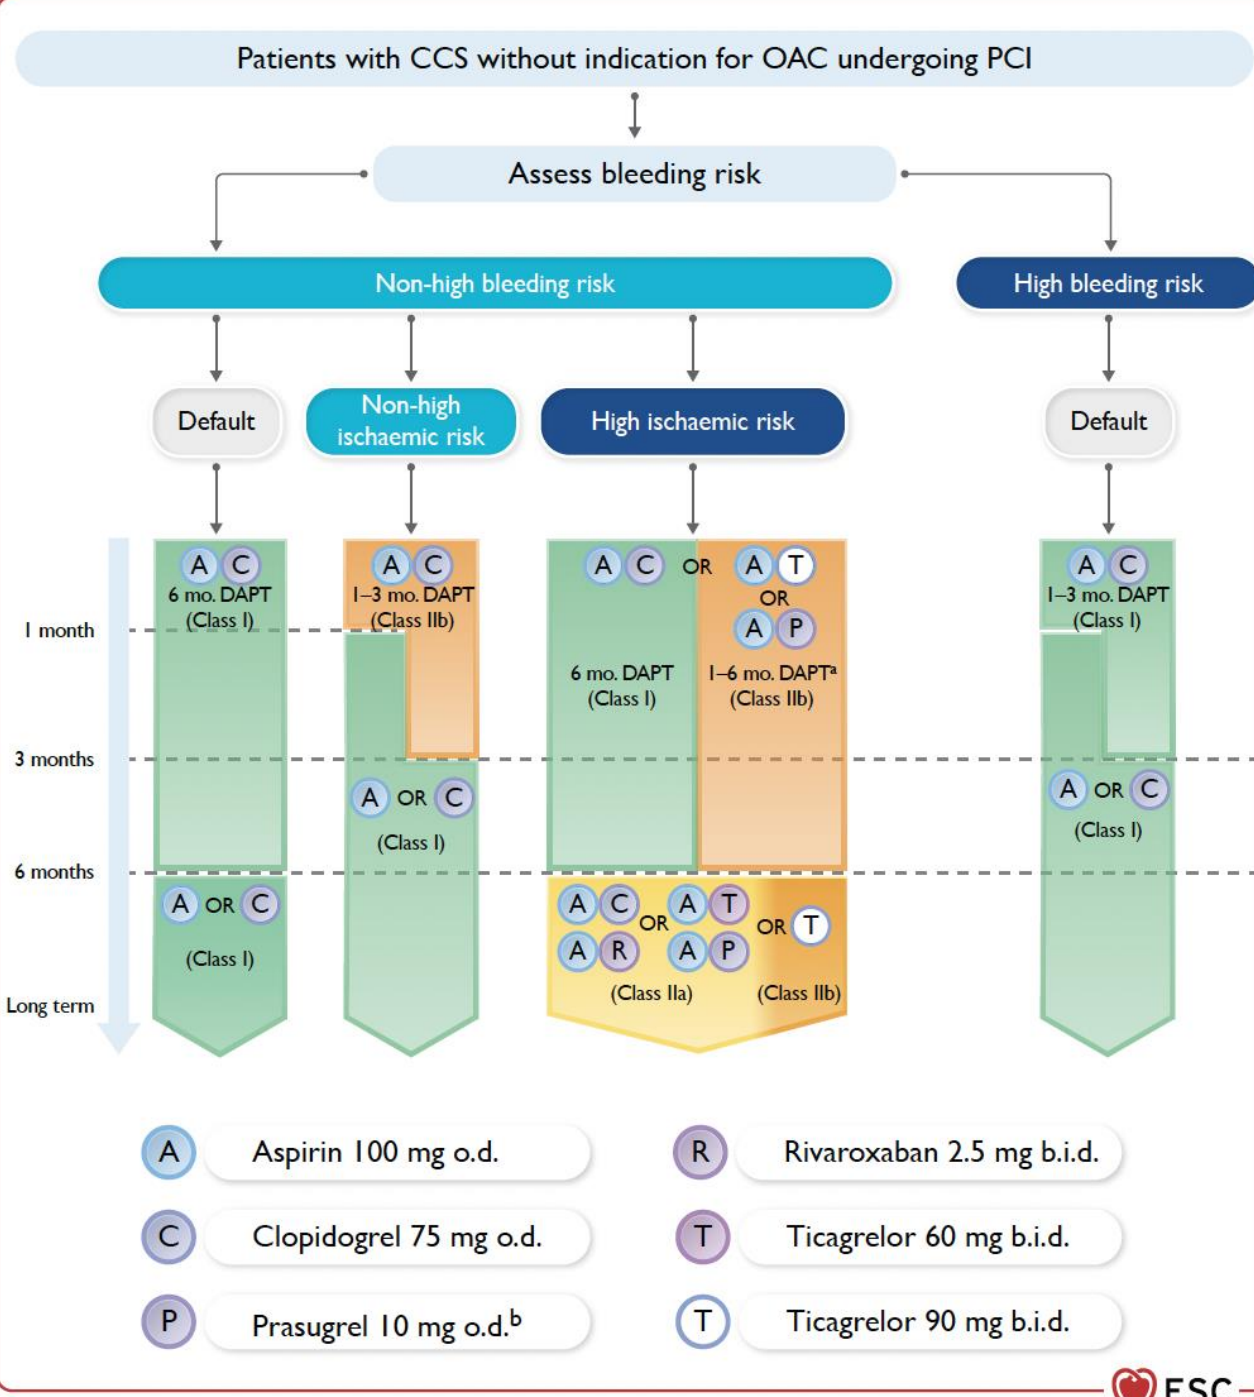 Patients with CCS without indication for OAC undergoing PCI
Assess bleeding risk
Non-high bleeding risk
High bleeding risk
Default
Non-high
ischaemic risk
High ischaemic risk
Default
A C
6 mo. DAPT
(Class I)
A C
1–3 mo. DAPT
(Class IIb)
A C OR A T
OR
A P
6 mo. DAPT
(Class I)
1–6 mo. DAPTᵃ
(Class IIb)
A C
1–3 mo. DAPT
(Class I)
1 month
3 months
6 months
Long term
A OR C
(Class I)
A OR C
(Class I)
A C OR A T OR T
A R A P
(Class IIa)
(Class IIb)
A OR C
(Class I)
A Aspirin 100 mg o.d.
C Clopidogrel 75 mg o.d.
P Prasugrel 10 mg o.d.ᵇ
R Rivaroxaban 2.5 mg b.i.d.
T Ticagrelor 60 mg b.i.d.
T Ticagrelor 90 mg b.i.d.
ESC